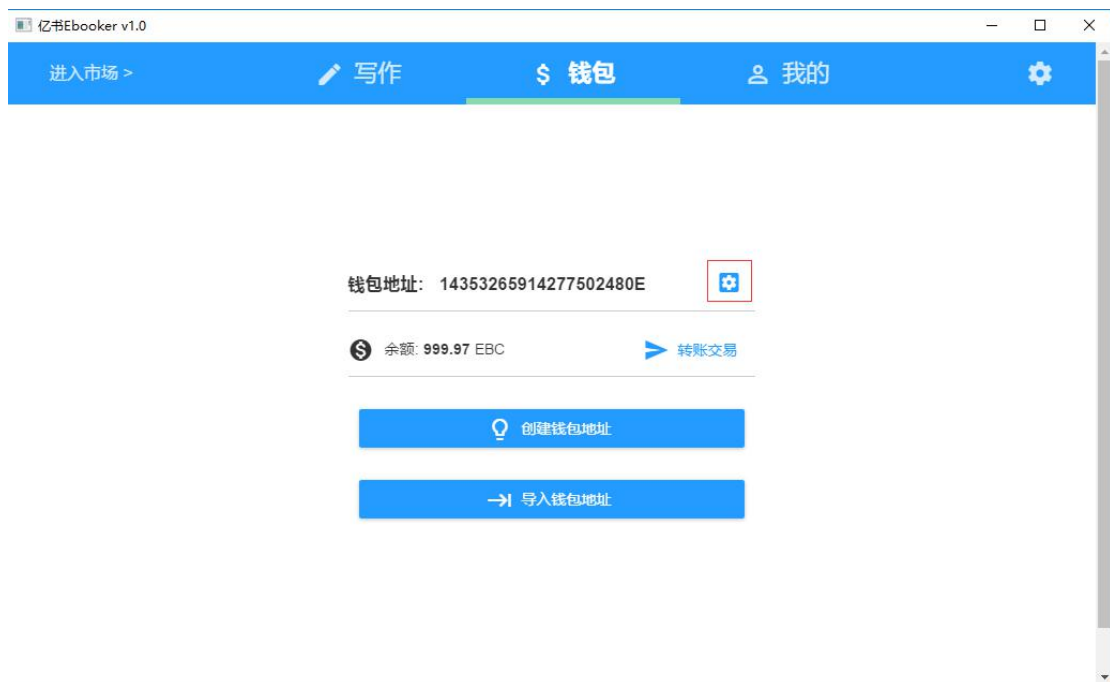 亿书Ebooker v1.0
进入市场 > 写作 钱包 我的
钱包地址: 14353265914277502480E
余额: 999.97 EBC 转账交易
创建钱包地址
导入钱包地址